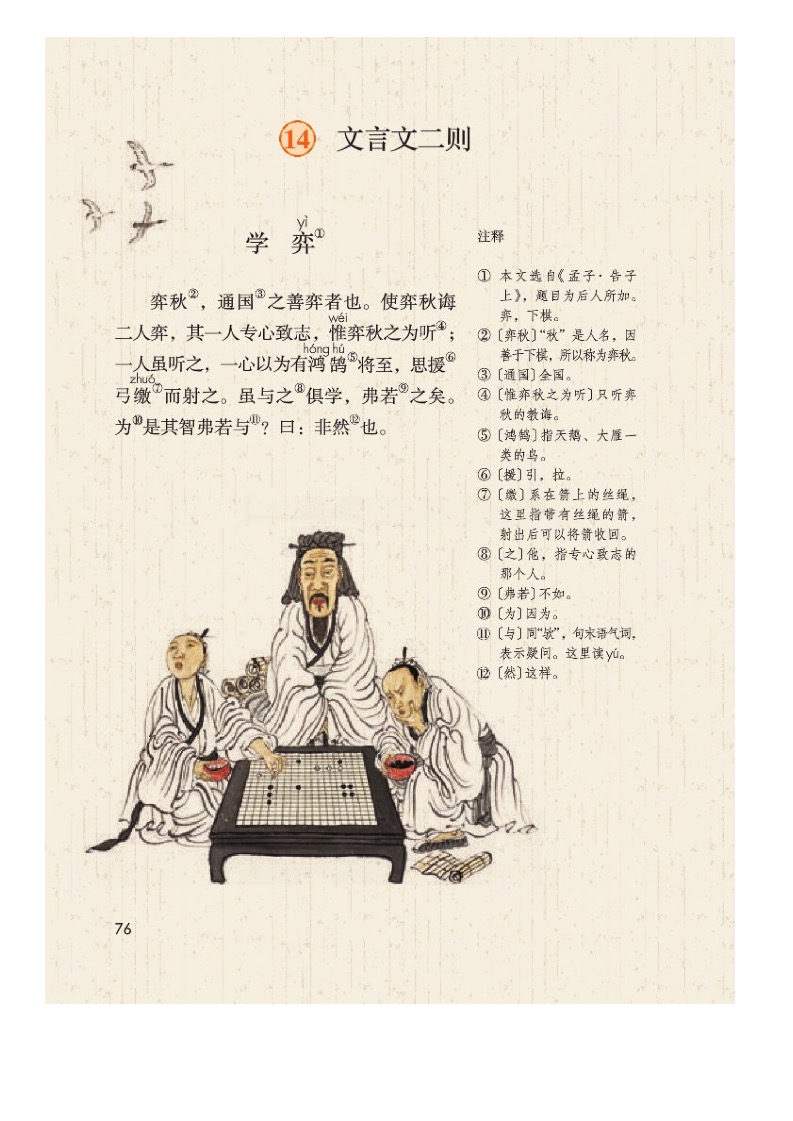 14 文言文二则
yì
学 弈①
弈秋②，通国③之善弈者也。使弈秋诲
wéi
二人弈，其一人专心致志，惟弈秋之为听④；
hóng hú
一人虽听之，一心以为有鸿鹄⑤将至，思援⑥
zhuó
弓缴⑦而射之。虽与之⑧俱学，弗若⑨之矣。
为⑩是其智弗若与⑪？曰：非然⑫也。
注释
① 本文选自《孟子·告子
上》，题目为后人所加。
弈，下棋。
②〔弈秋〕“秋”是人名，因
善于下棋，所以称为弈秋。
③〔通国〕全国。
④〔惟弈秋之为听〕只听弈
秋的教诲。
⑤〔鸿鹄〕指天鹅、大雁一
类的鸟。
⑥〔援〕引，拉。
⑦〔缴〕系在箭上的丝绳，
这里指带有丝绳的箭，
射出后可以将箭收回。
⑧〔之〕他，指专心致志的
那个人。
⑨〔弗若〕不如。
⑩〔为〕因为。
⑪〔与〕同“欤”，句末语气词，
表示疑问。这里读yú。
⑫〔然〕这样。
76